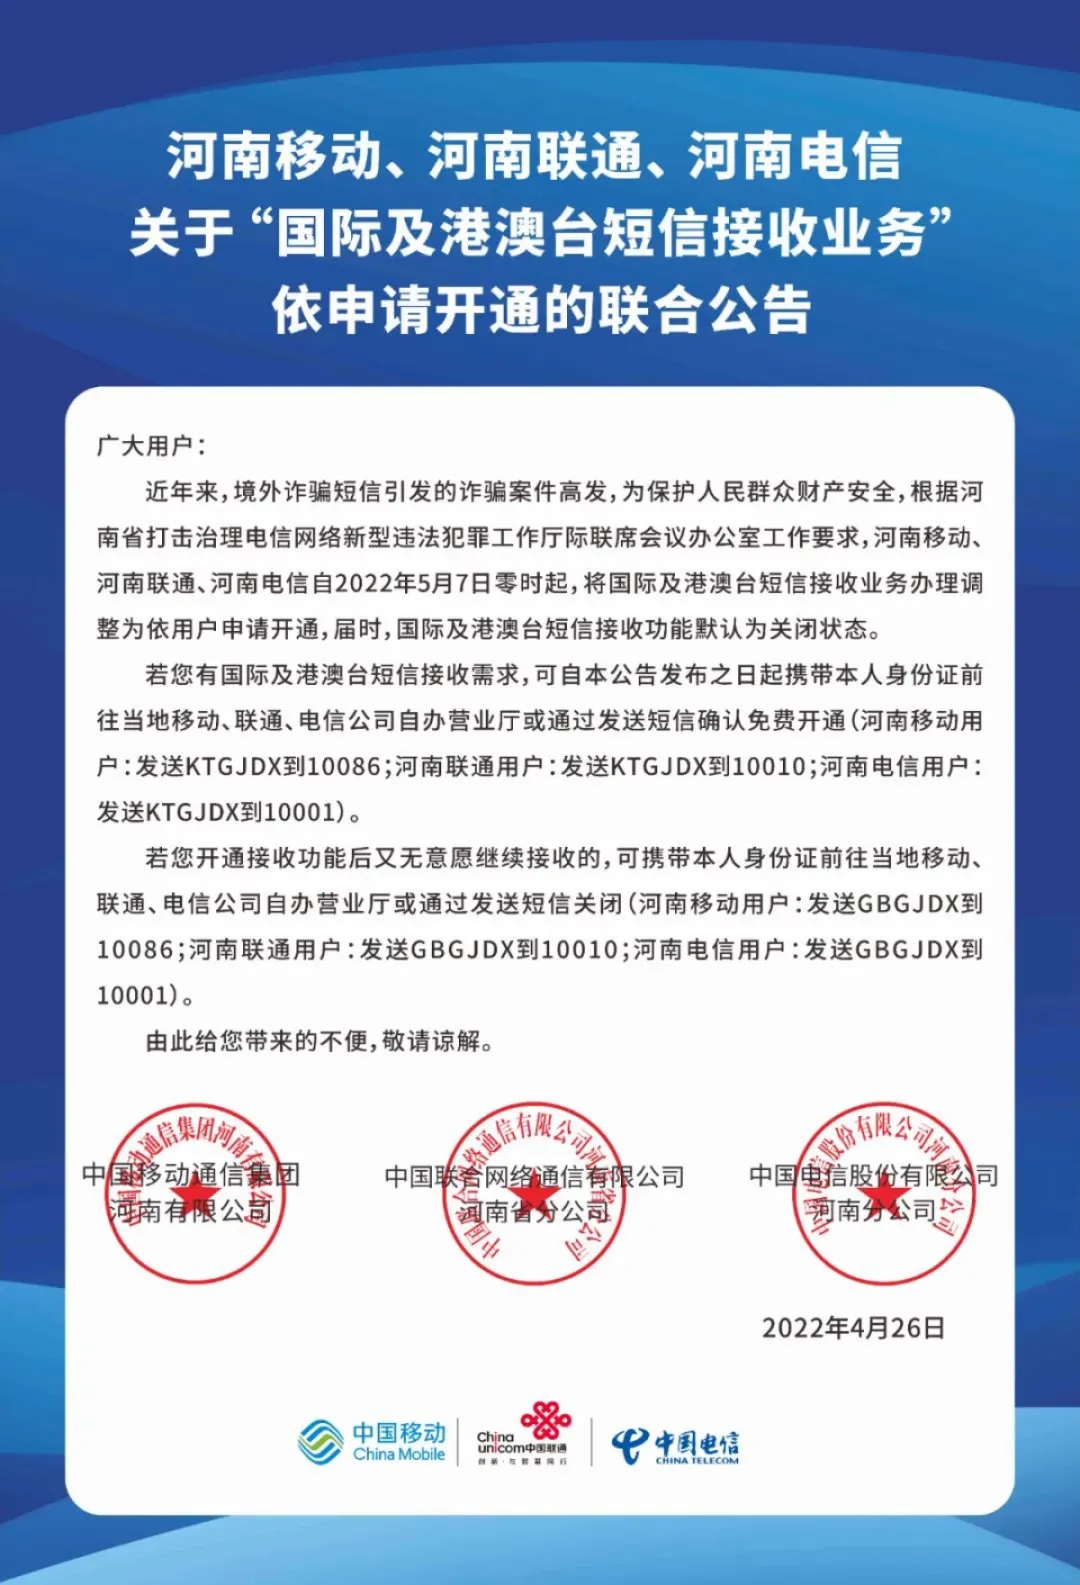 河南移动、河南联通、河南电信
关于“国际及港澳台短信接收业务”
依申请开通的联合公告
广大用户：
近年来，境外诈骗短信引发的诈骗案件高发，为保护人民群众财产安全，根据河
南省打击治理电信网络新型违法犯罪工作厅际联席会议办公室工作要求，河南移动、
河南联通、河南电信自2022年5月7日零时起，将国际及港澳台短信接收业务办理调
整为依用户申请开通，届时，国际及港澳台短信接收功能默认为关闭状态。
若您有国际及港澳台短信接收需求，可自本公告发布之日起携带本人身份证前
往当地移动、联通、电信公司自办营业厅或通过发送短信确认免费开通（河南移动用
户：发送KTGJDX到10086；河南联通用户：发送KTGJDX到10010；河南电信用户：
发送KTGJDX到10001）。
若您开通接收功能后又无意愿继续接收的，可携带本人身份证前往当地移动、
联通、电信公司自办营业厅或通过发送短信关闭（河南移动用户：发送GBGJDX到
10086；河南联通用户：发送GBGJDX到10010；河南电信用户：发送GBGJDX到
10001）。
由此给您带来的不便，敬请谅解。
中国移动通信集团河南有限公司
中国移动通信集团
河南有限公司
中国联合网络通信有限公司河南省分公司
中国联合网络通信有限公司
河南省分公司
中国电信股份有限公司河南分公司
中国电信股份有限公司
河南分公司
2022年4月26日
中国移动
China Mobile
China
unicom中国联通
创新·与智慧同行
中国电信
CHINA TELECOM